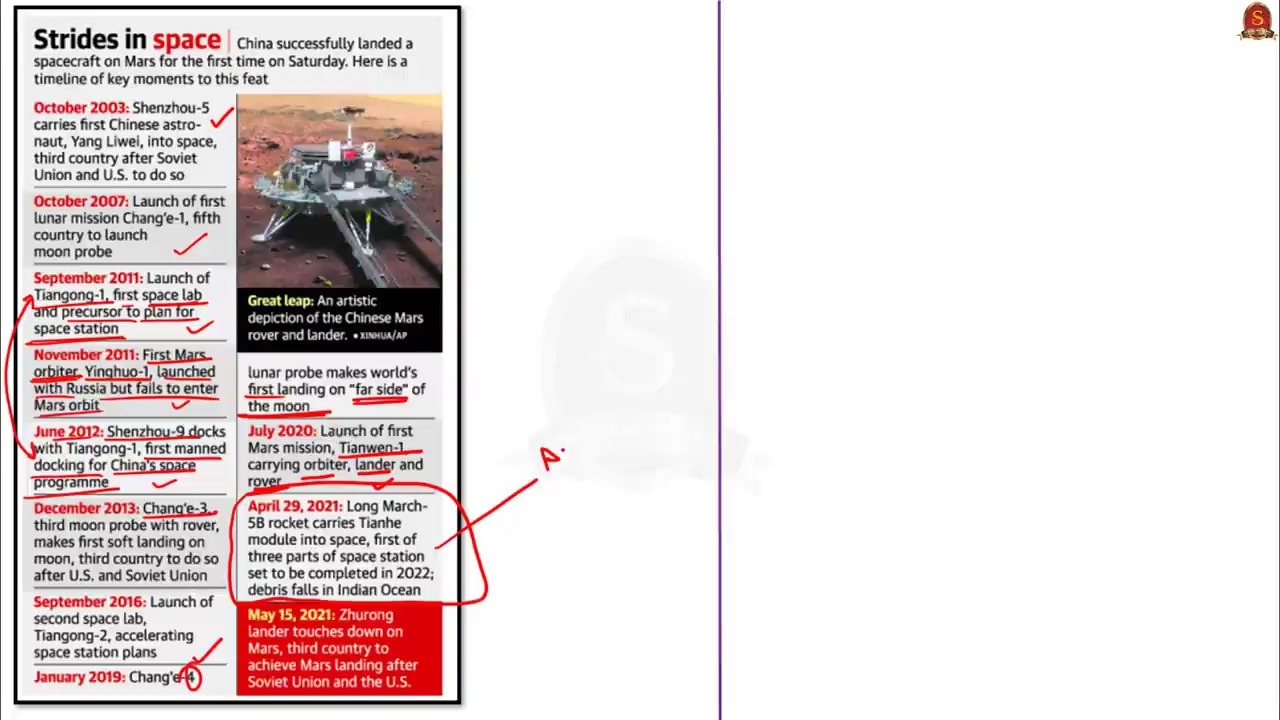 Strides in space | China successfully landed a
spacecraft on Mars for the first time on Saturday. Here is a
timeline of key moments to this feat
October 2003: Shenzhou-5
carries first Chinese astro-
naut, Yang Liwei, into space,
third country after Soviet
Union and U.S. to do so
October 2007: Launch of first
lunar mission Chang'e-1, fifth
country to launch
moon probe
September 2011: Launch of
Tiangong-1, first space lab
and precursor to plan for
space station
November 2011: First Mars
orbiter, Yinghuo-1, launched
with Russia but fails to enter
Mars orbit
June 2012: Shenzhou-9 docks
with Tiangong-1, first manned
docking for China's space
programme
December 2013: Chang'e-3,
third moon probe with rover,
makes first soft landing on
moon, third country to do so
after U.S. and Soviet Union
September 2016: Launch of
second space lab,
Tiangong-2, accelerating
space station plans
January 2019: Chang'e-4
Great leap: An artistic
depiction of the Chinese Mars
rover and lander. • XINHUA/AP
lunar probe makes world's
first landing on "far side" of
the moon
July 2020: Launch of first
Mars mission, Tianwen-1
carrying orbiter, lander and
rover
April 29, 2021: Long March-
5B rocket carries Tianhe
module into space, first of
three parts of space station
set to be completed in 2022;
debris falls in Indian Ocean
May 15, 2021: Zhurong
lander touches down on
Mars, third country to
achieve Mars landing after
Soviet Union and the U.S.
S
S